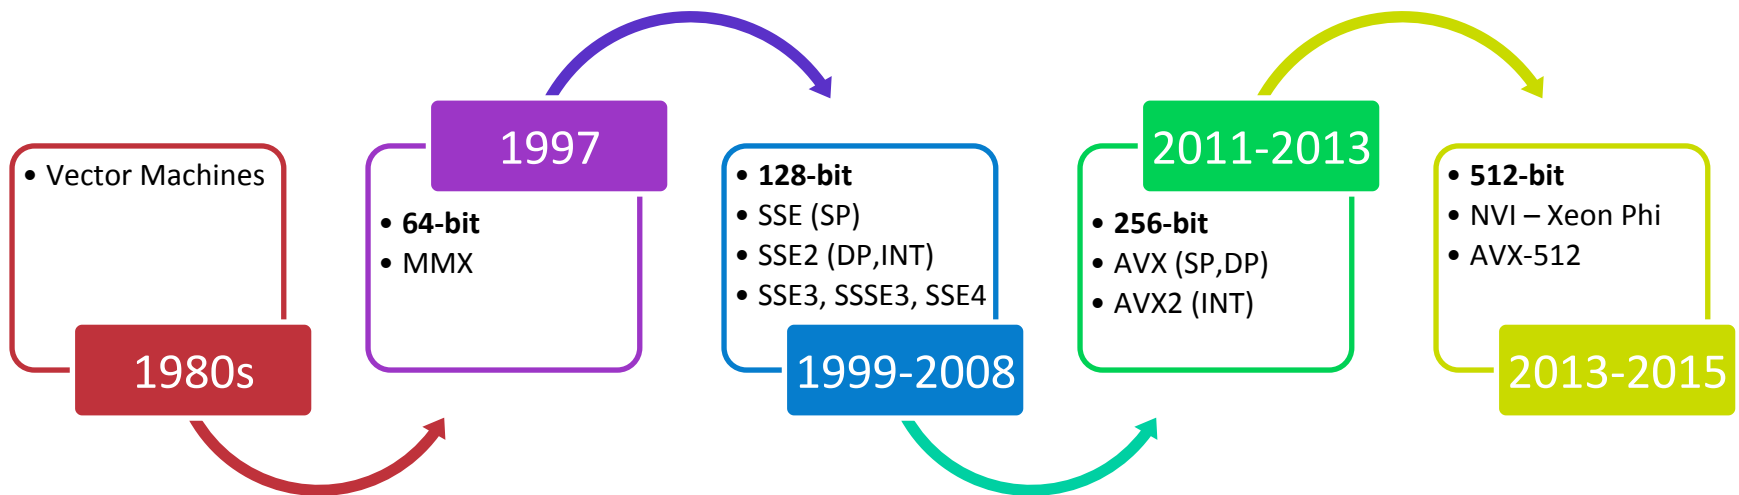 • Vector Machines
1980s
1997
• 64-bit
• MMX
• 128-bit
• SSE (SP)
• SSE2 (DP,INT)
• SSE3, SSSE3, SSE4
1999-2008
2011-2013
• 256-bit
• AVX (SP,DP)
• AVX2 (INT)
• 512-bit
• NVI – Xeon Phi
• AVX-512
2013-2015